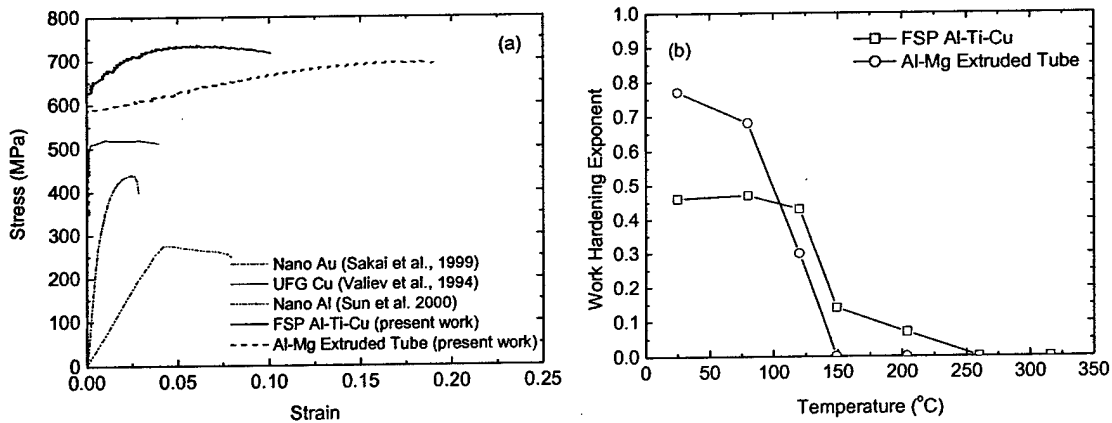 (a)
800
700
600
500
400
300
200
100
0
Stress (MPa)
0.00 0.05 0.10 0.15 0.20 0.25
Strain
Nano Au (Sakai et al., 1999)
UFG Cu (Valiev et al., 1994)
Nano Al (Sun et al. 2000)
FSP Al-Ti-Cu (present work)
Al-Mg Extruded Tube (present work)
(b)
FSP Al-Ti-Cu
Al-Mg Extruded Tube
1.0
0.9
0.8
0.7
0.6
0.5
0.4
0.3
0.2
0.1
0.0
Work Hardening Exponent
0 50 100 150 200 250 300 350
Temperature (°C)